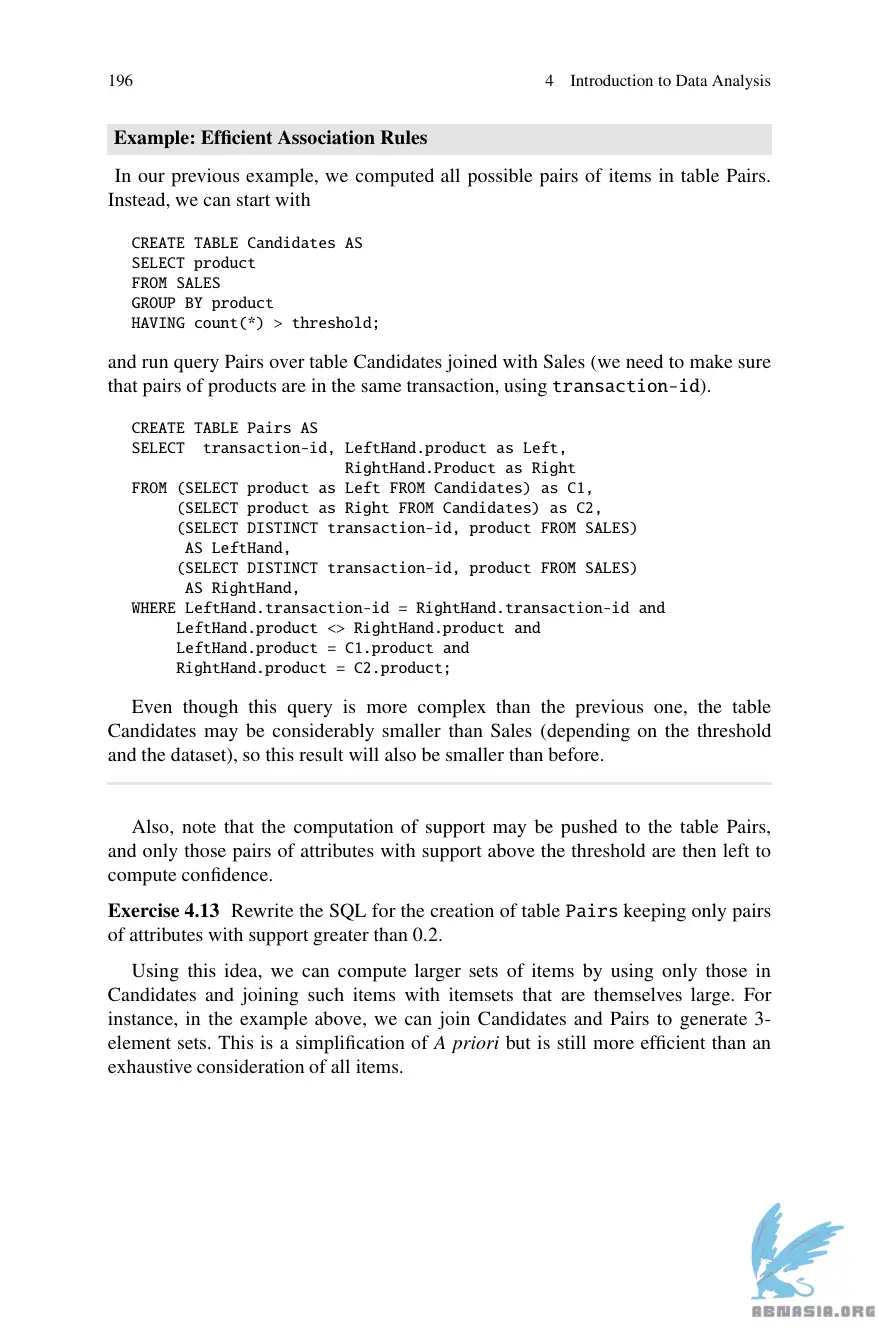 196
4 Introduction to Data Analysis
Example: Efficient Association Rules
In our previous example, we computed all possible pairs of items in table Pairs.
Instead, we can start with
CREATE TABLE Candidates AS
SELECT product
FROM SALES
GROUP BY product
HAVING count(*) > threshold;
and run query Pairs over table Candidates joined with Sales (we need to make sure
that pairs of products are in the same transaction, using transaction-id).
CREATE TABLE Pairs AS
SELECT  transaction-id, LeftHand.product as Left,
RightHand.Product as Right
FROM (SELECT product as Left FROM Candidates) as C1,
(SELECT product as Right FROM Candidates) as C2,
(SELECT DISTINCT transaction-id, product FROM SALES)
AS LeftHand,
(SELECT DISTINCT transaction-id, product FROM SALES)
AS RightHand,
WHERE LeftHand.transaction-id = RightHand.transaction-id and
LeftHand.product <> RightHand.product and
LeftHand.product = C1.product and
RightHand.product = C2.product;
Even though this query is more complex than the previous one, the table
Candidates may be considerably smaller than Sales (depending on the threshold
and the dataset), so this result will also be smaller than before.
Also, note that the computation of support may be pushed to the table Pairs,
and only those pairs of attributes with support above the threshold are then left to
compute confidence.
Exercise 4.13 Rewrite the SQL for the creation of table Pairs keeping only pairs
of attributes with support greater than 0.2.
Using this idea, we can compute larger sets of items by using only those in
Candidates and joining such items with itemsets that are themselves large. For
instance, in the example above, we can join Candidates and Pairs to generate 3-
element sets. This is a simplification of A priori but is still more efficient than an
exhaustive consideration of all items.
ABNASIA.ORG